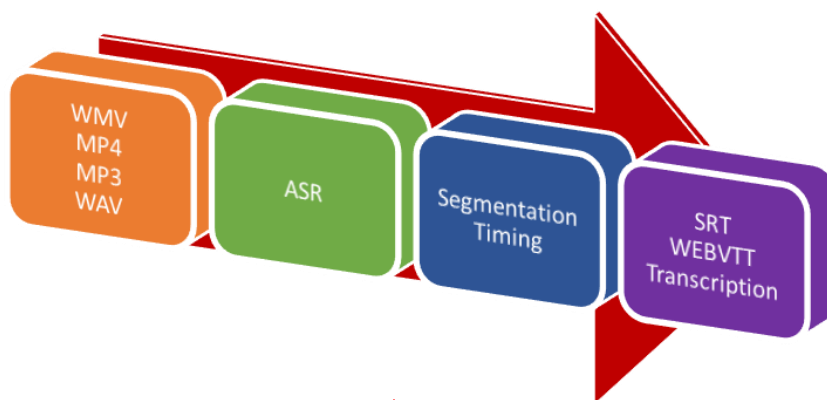 WMV
MP4
MP3
WAV
ASR
Segmentation
Timing
SRT
WEBVTT
Transcription